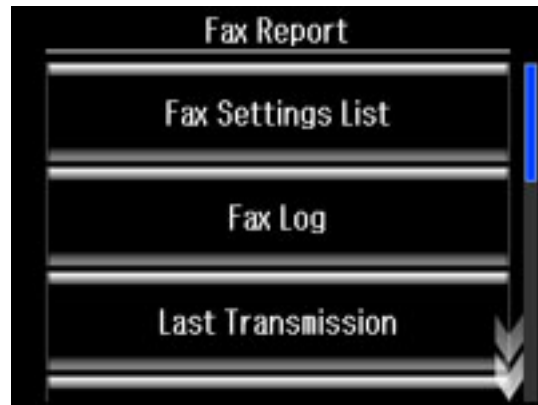 Fax Report
Fax Settings List
Fax Log
Last Transmission